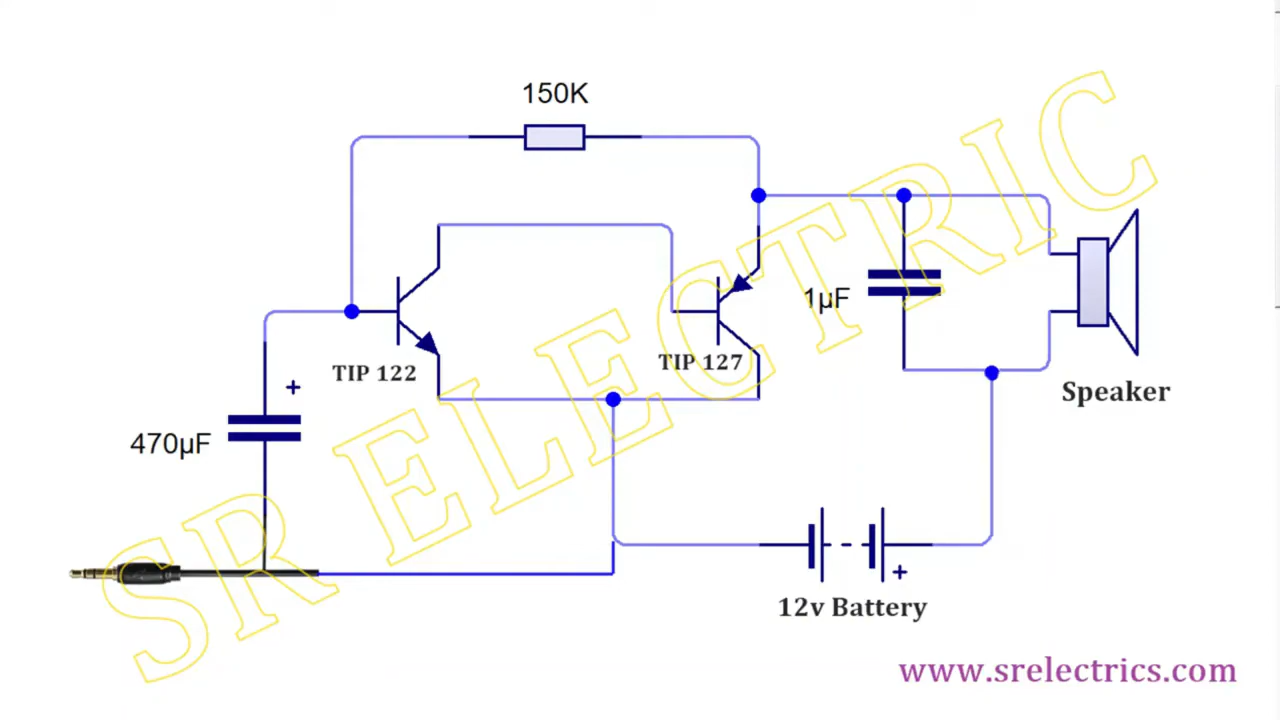 150K
1µF
TIP 122
TIP 127
Speaker
+
470µF
+
12v Battery
SR ELECTRIC
www.srelectrics.com